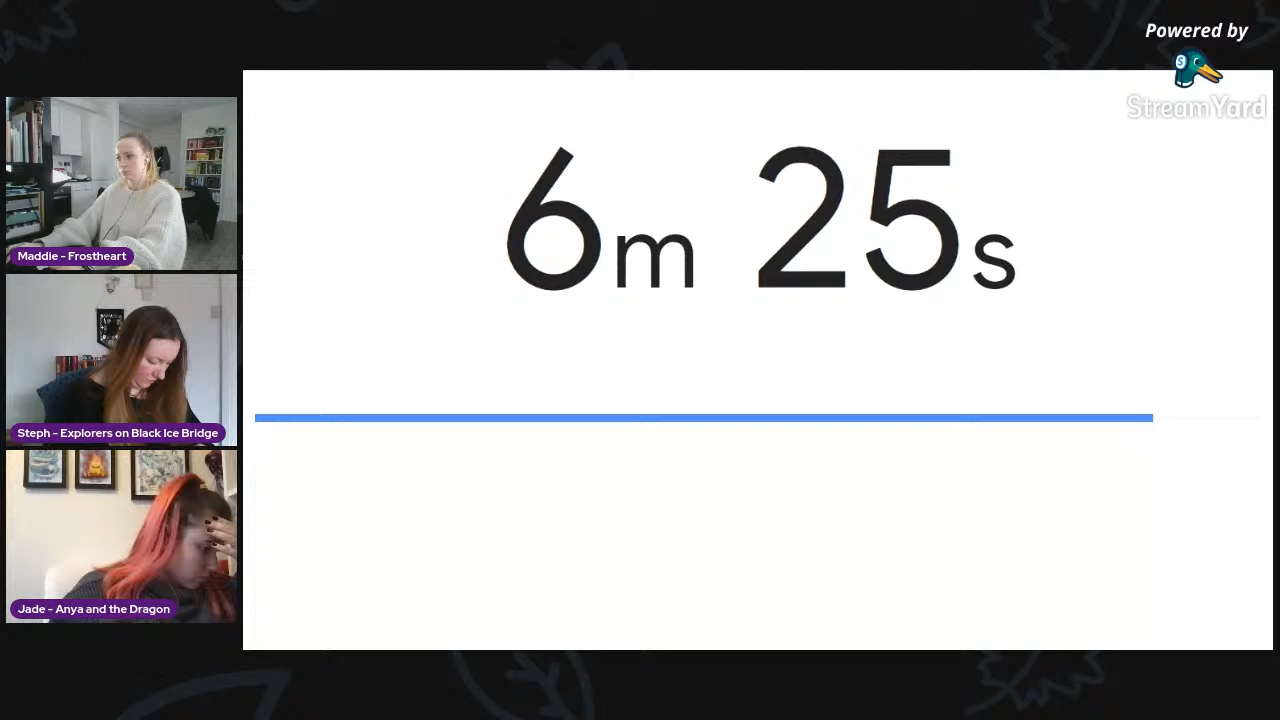 Powered by
StreamYard
6m 25s
Maddie - Frostheart
Steph - Explorers on Black Ice Bridge
Jade - Anya and the Dragon